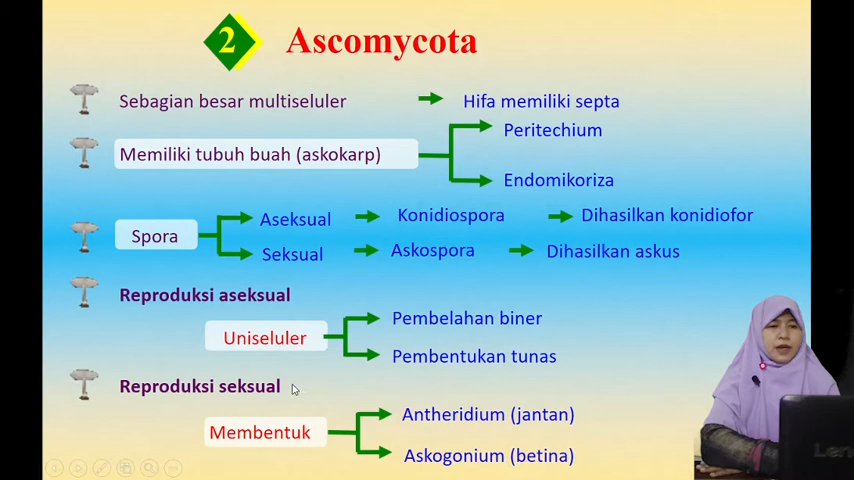 2 Ascomycota
Sebagian besar multiseluler Hifa memiliki septa
Peritechium
Memiliki tubuh buah (askokarp)
Endomikoriza
Spora
Aseksual Konidiospora Dihasilkan konidiofor
Seksual Askospora Dihasilkan askus
Reproduksi aseksual
Uniseluler
Pembelahan biner
Pembentukan tunas
Reproduksi seksual
Membentuk
Antheridium (jantan)
Askogonium (betina)